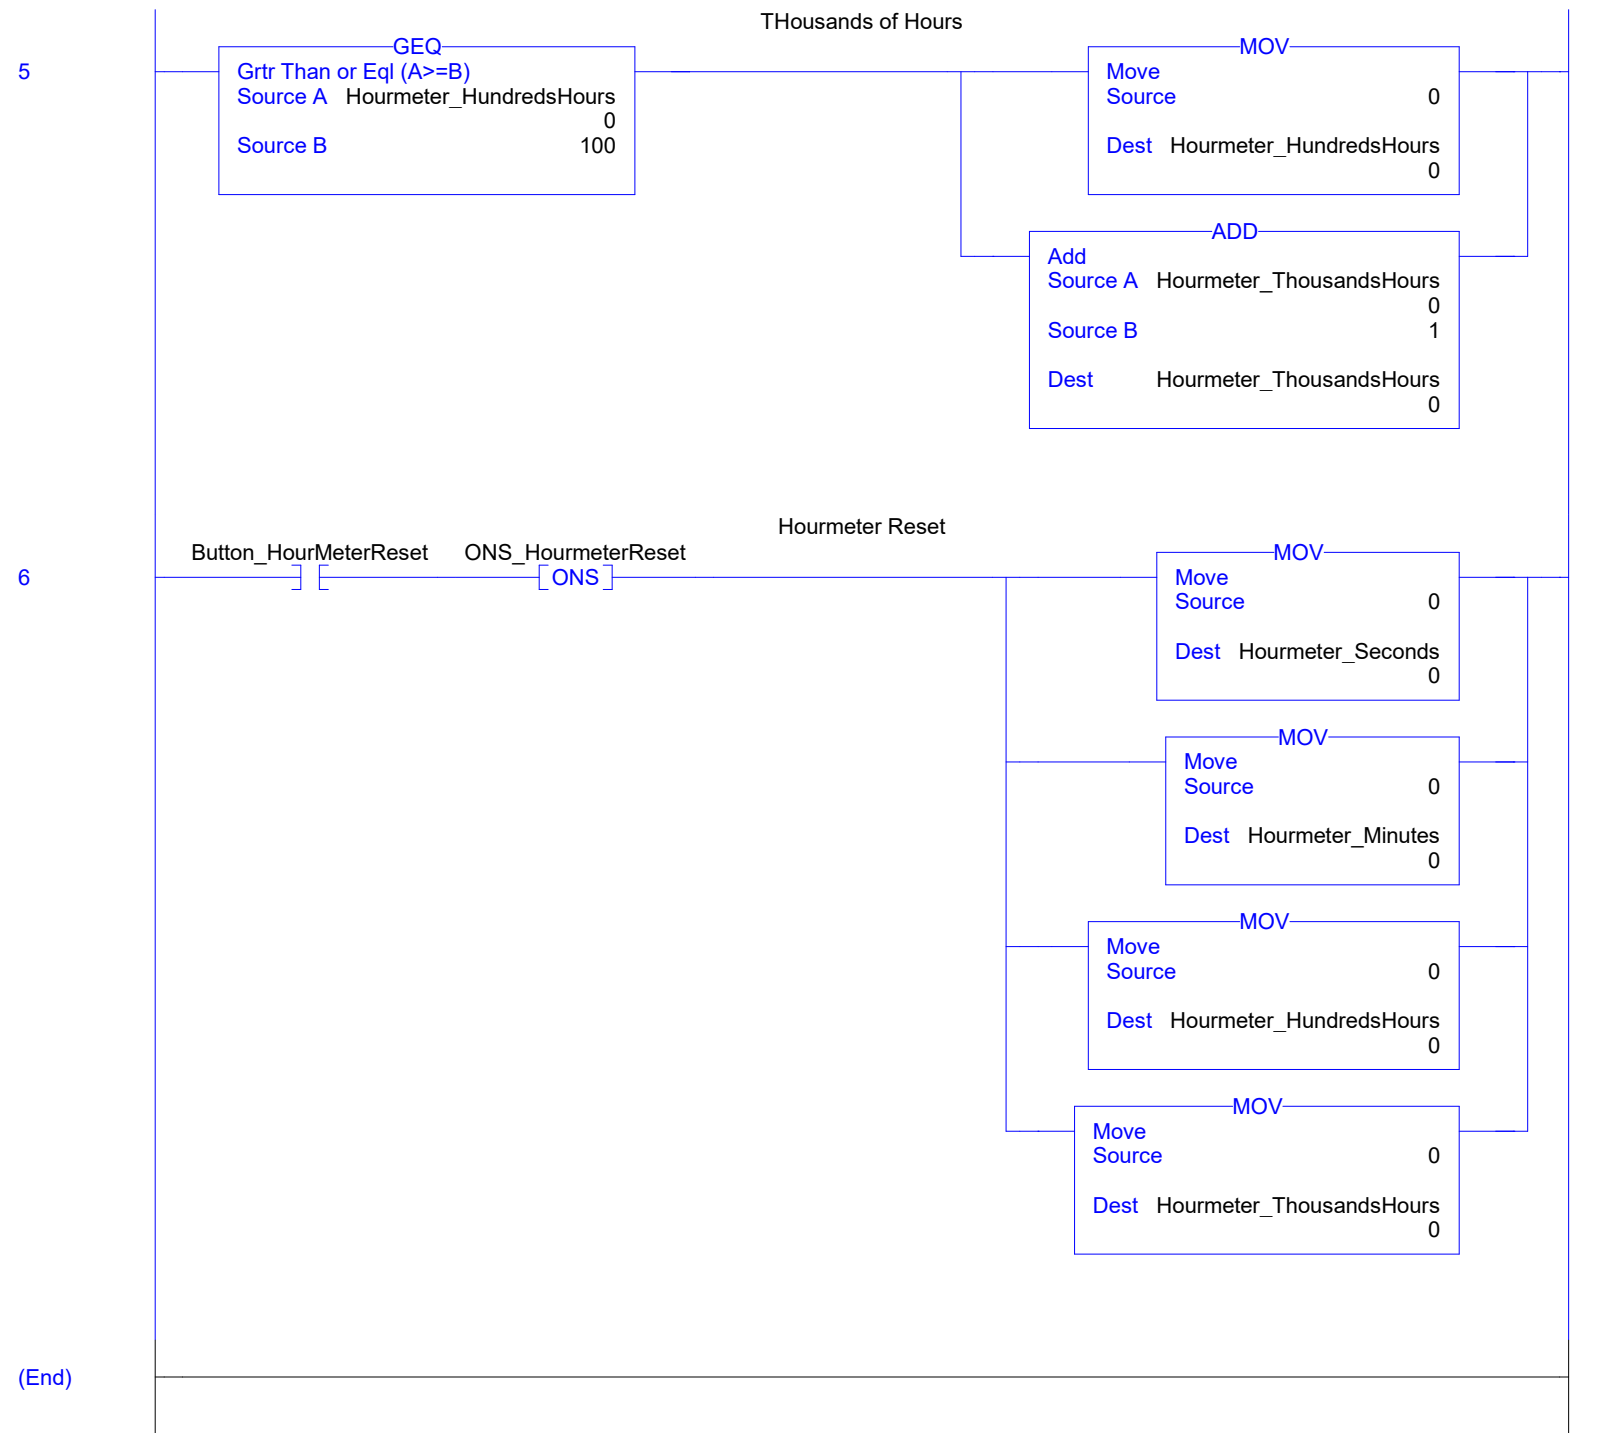 THousands of Hours
5
GEQ
Grtr Than or Eql (A>=B)
Source A Hourmeter_HundredsHours
0
Source B 100
MOV
Move
Source 0
Dest Hourmeter_HundredsHours
0
ADD
Add
Source A Hourmeter_ThousandsHours
0
Source B 1
Dest Hourmeter_ThousandsHours
0
Hourmeter Reset
6
Button_HourMeterReset
ONS_HourmeterReset
ONS
MOV
Move
Source 0
Dest Hourmeter_Seconds
0
MOV
Move
Source 0
Dest Hourmeter_Minutes
0
MOV
Move
Source 0
Dest Hourmeter_HundredsHours
0
MOV
Move
Source 0
Dest Hourmeter_ThousandsHours
0
(End)